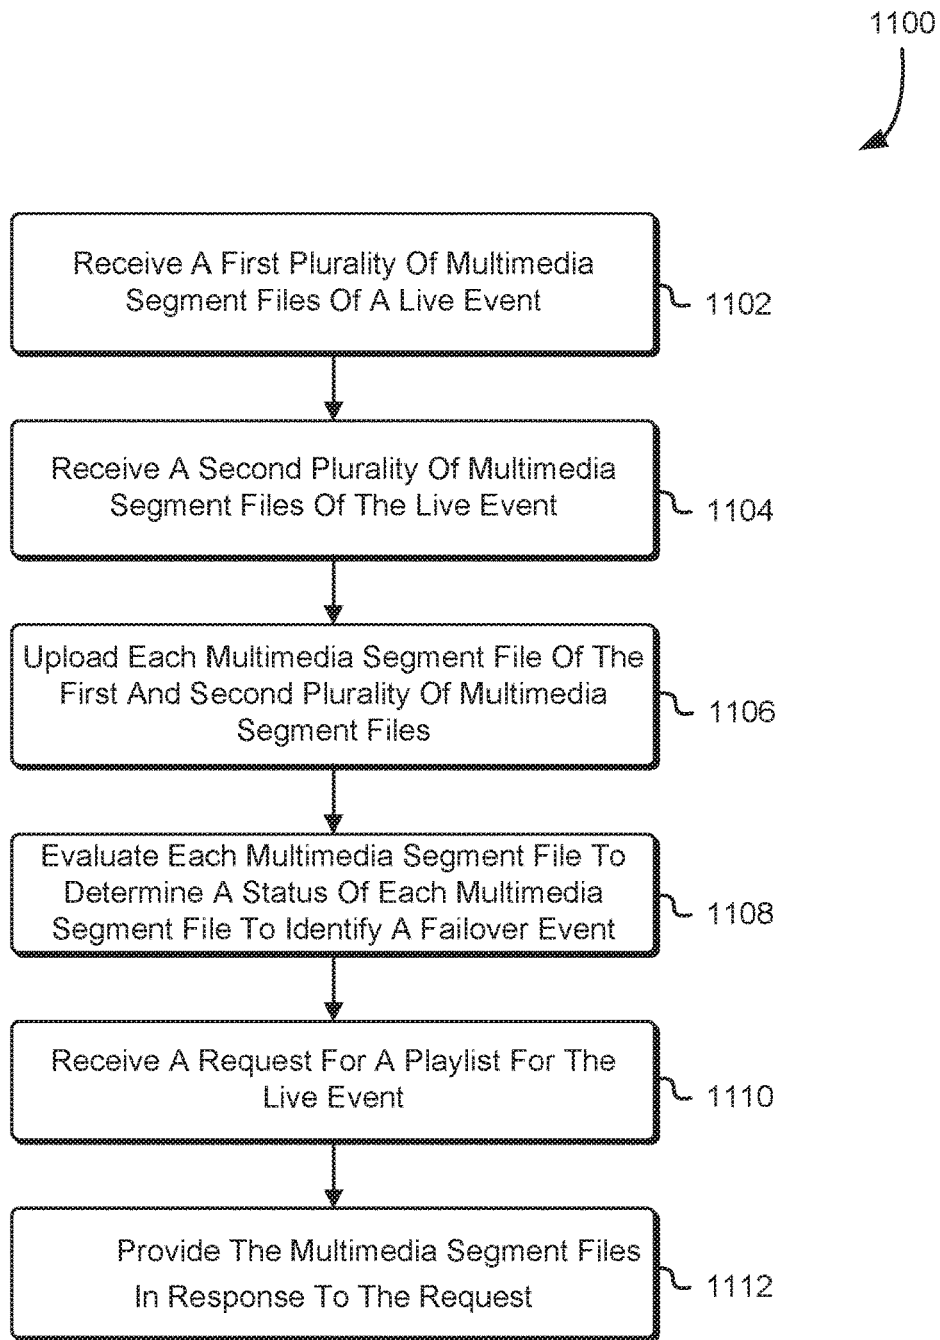 1100
Receive A First Plurality Of Multimedia
Segment Files Of A Live Event
1102
Receive A Second Plurality Of Multimedia
Segment Files Of The Live Event
1104
Upload Each Multimedia Segment File Of The
First And Second Plurality Of Multimedia
Segment Files
1106
Evaluate Each Multimedia Segment File To
Determine A Status Of Each Multimedia
Segment File To Identify A Failover Event
1108
Receive A Request For A Playlist For The
Live Event
1110
Provide The Multimedia Segment Files
In Response To The Request
1112